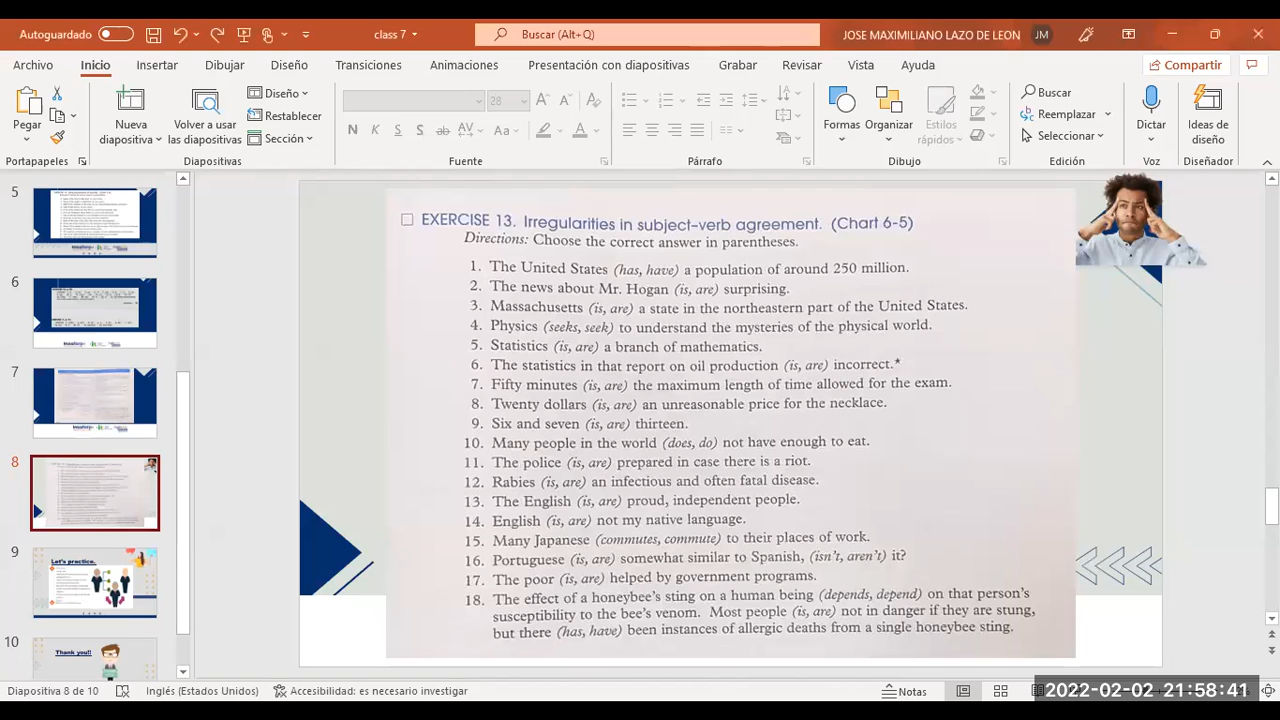 Autoguardado
class 7
Buscar (Alt+Q)
JOSE MAXIMILIANO LAZO DE LEON
JM
Archivo Inicio Insertar Dibujar Diseño Transiciones Animaciones Presentación con diapositivas Grabar Revisar Vista Ayuda
Compartir
Pegar
Nueva diapositiva
Volver a usar las diapositivas
Diseño
Restablecer
Sección
28
N K S S ab AV Aa A
Formas
Organizar
Estilos rápidos
Buscar
Reemplazar
Seleccionar
Dictar
Ideas de diseño
Portapapeles Diapositivas Fuente Párrafo Dibujo Edición Voz Diseñador
5
6
7
8
9
Let's practice.
10
Thank you!!
EXERCISE 13. Irregularities in subject–verb agreement. (Chart 6-5)
Directions: Choose the correct answer in parentheses.
1. The United States (has, have) a population of around 250 million.
2. The news about Mr. Hogan (is, are) surprising.
3. Massachusetts (is, are) a state in the northeastern part of the United States.
4. Physics (seeks, seek) to understand the mysteries of the physical world.
5. Statistics (is, are) a branch of mathematics.
6. The statistics in that report on oil production (is, are) incorrect.*
7. Fifty minutes (is, are) the maximum length of time allowed for the exam.
8. Twenty dollars (is, are) an unreasonable price for the necklace.
9. Six and seven (is, are) thirteen.
10. Many people in the world (does, do) not have enough to eat.
11. The police (is, are) prepared in case there is a riot.
12. Rabies (is, are) an infectious and often fatal disease.
13. The English (is, are) proud, independent people.
14. English (is, are) not my native language.
15. Many Japanese (commutes, commute) to their places of work.
16. Portuguese (is, are) somewhat similar to Spanish, (isn't, aren't) it?
17. The poor (is, are) helped by government programs.
18. The effect of a honeybee's sting on a human being (depends, depend) on that person's
susceptibility to the bee's venom. Most people (is, are) not in danger if they are stung,
but there (has, have) been instances of allergic deaths from a single honeybee sting.
Diapositiva 8 de 10
Inglés (Estados Unidos)
Accesibilidad: es necesario investigar
Notas
2022-02-02 21:58:41